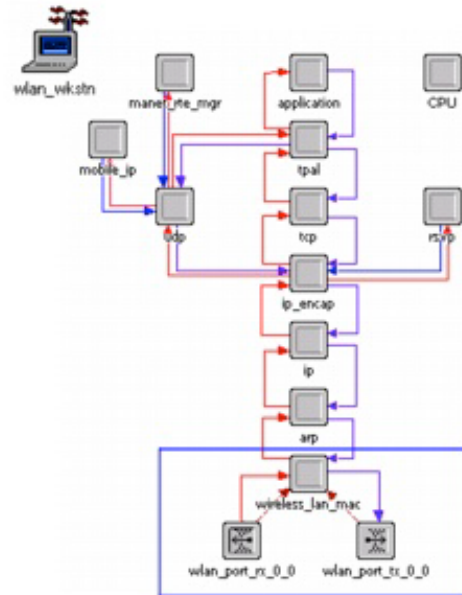 wlan_wkstn
manet_rte_mgr
application
CPU
mobile_ip
tpal
udp
tcp
rsvp
ip_encap
ip
arp
wireless_lan_mac
wlan_port_rx_0_0
wlan_port_tx_0_0